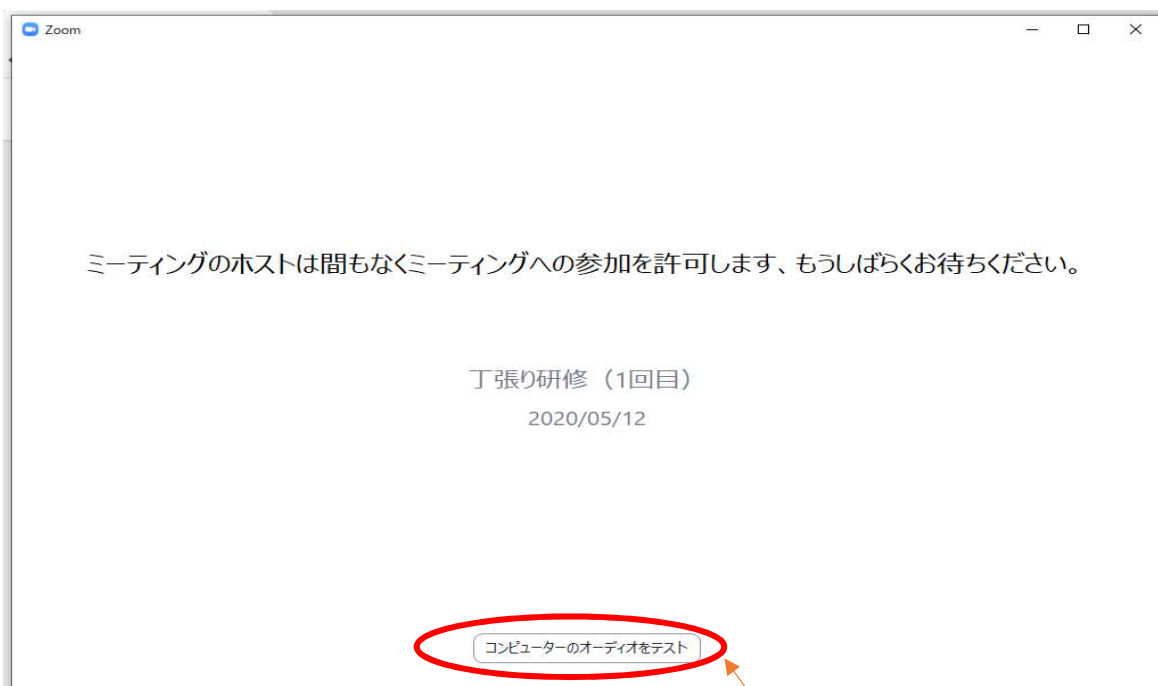 Zoom
ミーティングのホストは間もなくミーティングへの参加を許可します、もうしばらくお待ちください。
丁張り研修（1回目）
2020/05/12
コンピューターのオーディオをテスト